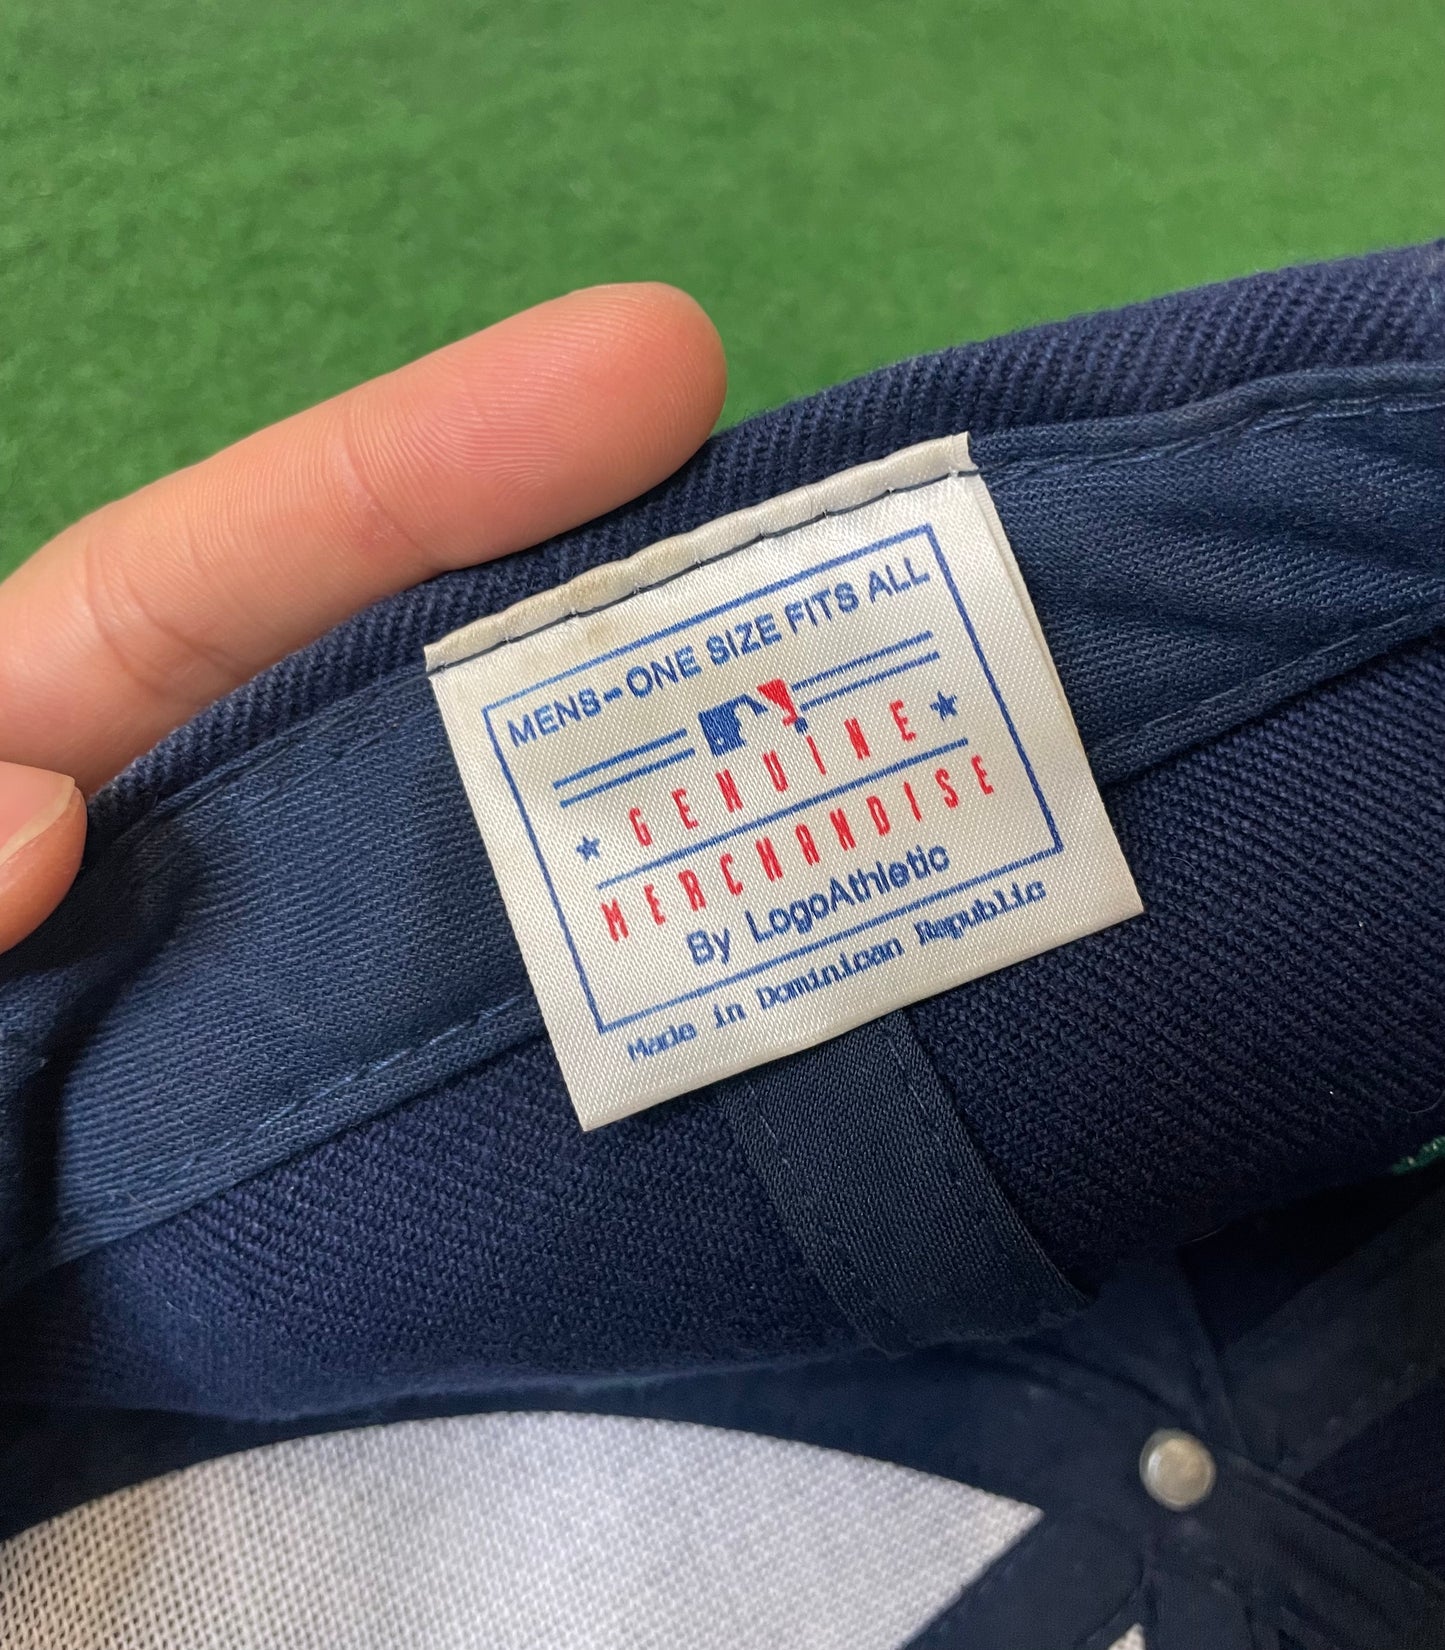 MENS-ONE SIZE FITS ALL
GENUINE
MERCHANDISE
By LogoAthletic
Made in Dominican Republic